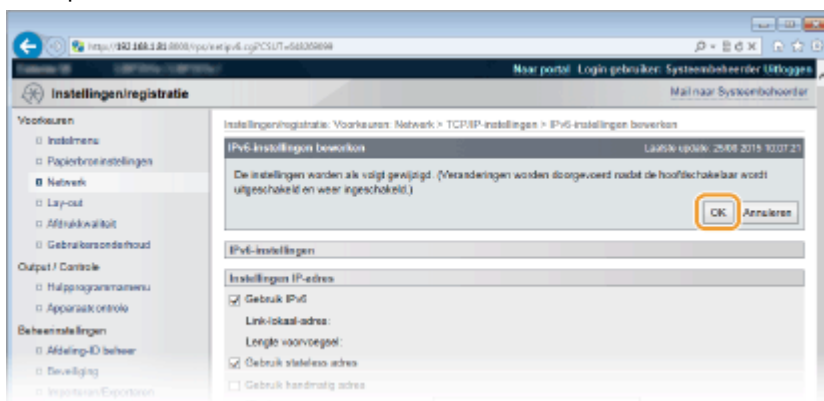 Naar portal Login gebruiker: Systeembeheerder Uitloggen
Instellingen/registratie
Mail naar Systeembeheerder
Voorkeuren
Instelmenu
Papierbroninstellingen
Netwerk
Lay-out
Afdrukkwaliteit
Gebruikersonderhoud
Output / Controle
Hulpprogrammamenu
Apparaatcontrole
Beheerinstellingen
Afdeling-ID beheer
Beveiliging
Importeren/Exporteren
Instellingen/registratie: Voorkeuren: Netwerk > TCP/IP-instellingen > IPv6-instellingen bewerken
IPv6-instellingen bewerken
Laatste update: 25/08 2015 10:07:21
De instellingen worden als volgt gewijzigd. (Veranderingen worden doorgevoerd nadat de hoofdschakelaar wordt
uitgeschakeld en weer ingeschakeld.)
OK Annuleren
IPv6-instellingen
Instellingen IP-adres
Gebruik IPv6
Link-lokaal-adres:
Lengte voorvoegsel:
Gebruik stateless adres
Gebruik handmatig adres